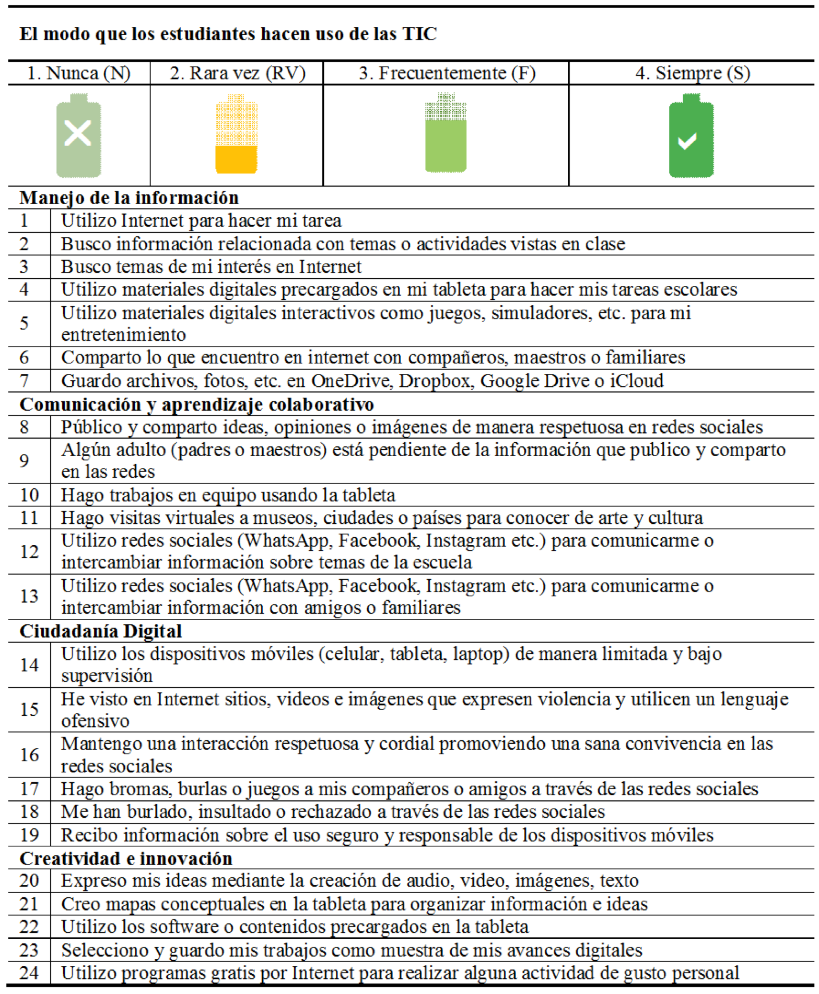 El modo que los estudiantes hacen uso de las TIC
1. Nunca (N) 2. Rara vez (RV) 3. Frecuentemente (F) 4. Siempre (S)
Manejo de la información
1 Utilizo Internet para hacer mi tarea
2 Busco información relacionada con temas o actividades vistas en clase
3 Busco temas de mi interés en Internet
4 Utilizo materiales digitales precargados en mi tableta para hacer mis tareas escolares
5 Utilizo materiales digitales interactivos como juegos, simuladores, etc. para mi
entretenimiento
6 Comparto lo que encuentro en internet con compañeros, maestros o familiares
7 Guardo archivos, fotos, etc. en OneDrive, Dropbox, Google Drive o iCloud
Comunicación y aprendizaje colaborativo
8 Público y comparto ideas, opiniones o imágenes de manera respetuosa en redes sociales
9 Algún adulto (padres o maestros) está pendiente de la información que publico y comparto
en las redes
10 Hago trabajos en equipo usando la tableta
11 Hago visitas virtuales a museos, ciudades o países para conocer de arte y cultura
12 Utilizo redes sociales (WhatsApp, Facebook, Instagram etc.) para comunicarme o
intercambiar información sobre temas de la escuela
13 Utilizo redes sociales (WhatsApp, Facebook, Instagram etc.) para comunicarme o
intercambiar información con amigos o familiares
Ciudadanía Digital
14 Utilizo los dispositivos móviles (celular, tableta, laptop) de manera limitada y bajo
supervisión
15 He visto en Internet sitios, videos e imágenes que expresen violencia y utilicen un lenguaje
ofensivo
16 Mantengo una interacción respetuosa y cordial promoviendo una sana convivencia en las
redes sociales
17 Hago bromas, burlas o juegos a mis compañeros o amigos a través de las redes sociales
18 Me han burlado, insultado o rechazado a través de las redes sociales
19 Recibo información sobre el uso seguro y responsable de los dispositivos móviles
Creatividad e innovación
20 Expreso mis ideas mediante la creación de audio, video, imágenes, texto
21 Creo mapas conceptuales en la tableta para organizar información e ideas
22 Utilizo los software o contenidos precargados en la tableta
23 Selecciono y guardo mis trabajos como muestra de mis avances digitales
24 Utilizo programas gratis por Internet para realizar alguna actividad de gusto personal